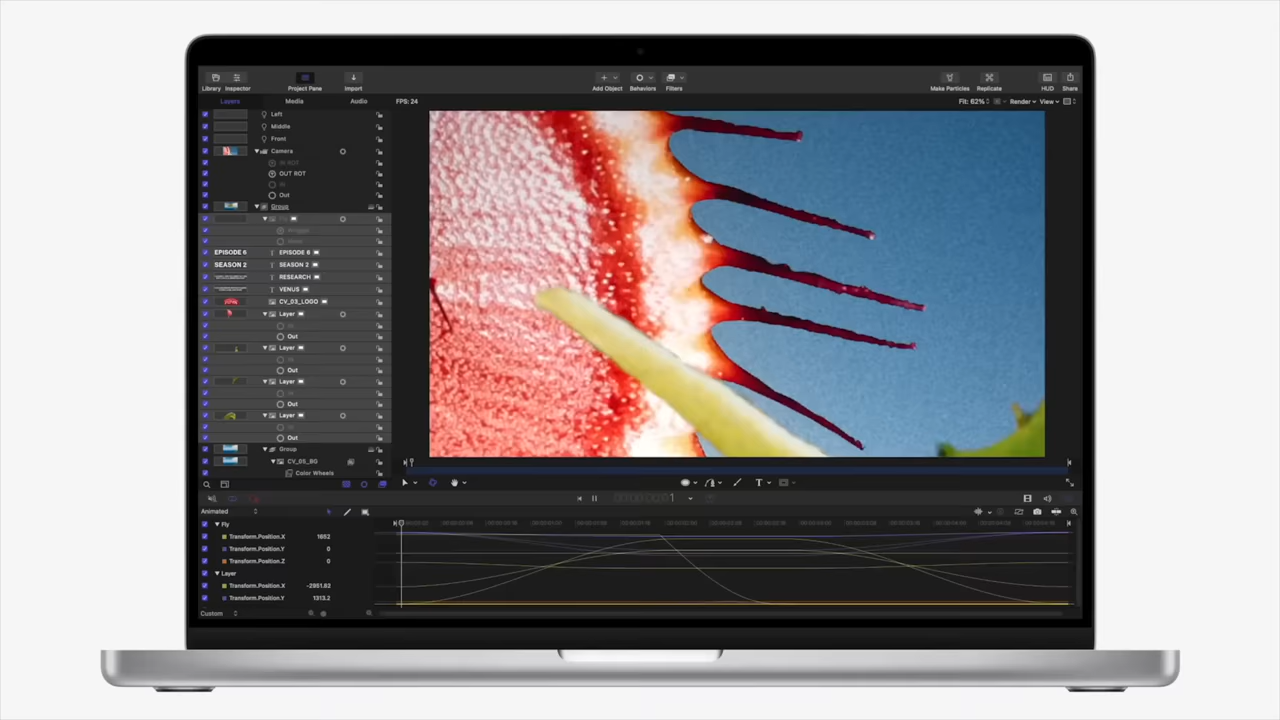 Library Inspector Project Pane Import Add Object Behaviors Filters Make Particles Replicate HUD Share
Layers Media Audio FPS: 24 Fit: 62% Render View
Left
Middle
Front
Camera
OUT ROT
Out
Group
EPISODE 6 EPISODE 6
SEASON 2 SEASON 2
RESEARCH
VENUS
CV_03_LOGO
Layer
Out
Layer
Out
Layer
Out
Layer
Out
Group
CV_05_BG
Color Wheels
T
Animated
Fly
Transform.Position.X 1692
Transform.Position.Y 0
Transform.Position.Z 0
Layer
Transform.Position.X -2951.62
Transform.Position.Y 1313.2
Custom